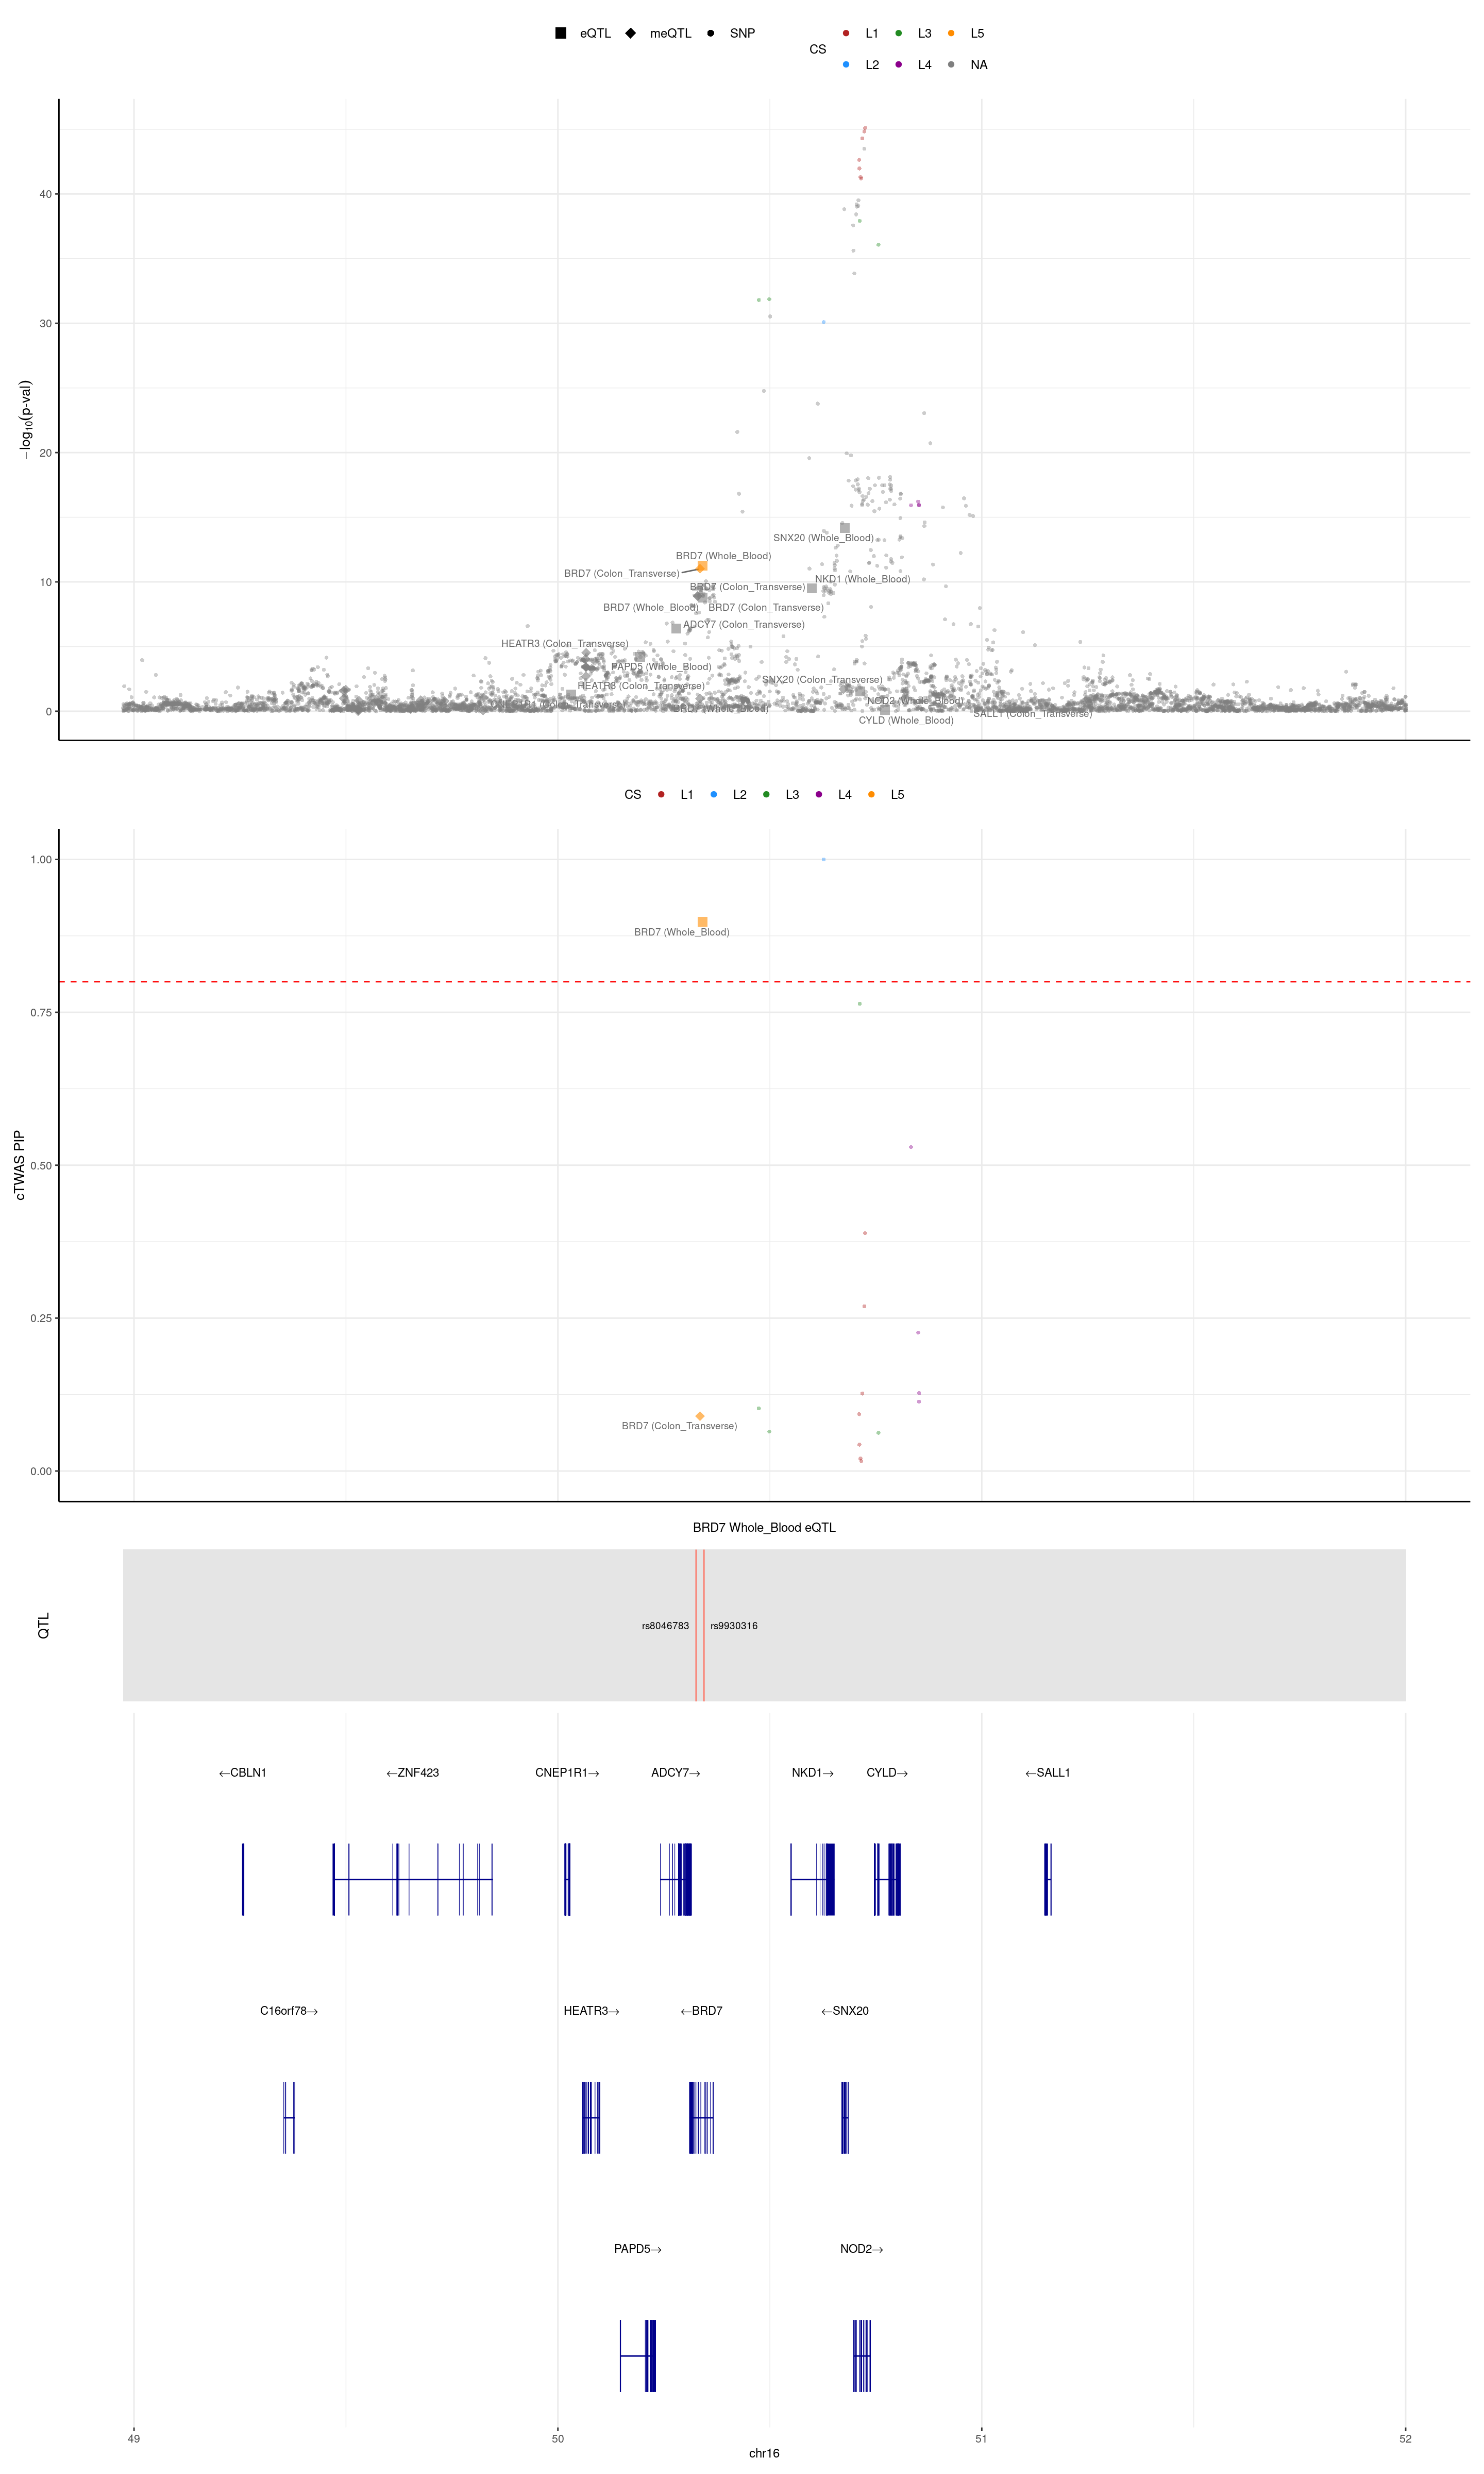 eQTL meQTL SNP
CS
L1 L3 L5
L2 L4 NA
40
30
20
10
0
−log10(p-val)
SNX20 (Whole_Blood)
BRD7 (Whole_Blood)
BRD7 (Colon_Transverse)
NKD1 (Whole_Blood)
BRD7 (Colon_Transverse)
BRD7 (Whole_Blood)
BRD7 (Colon_Transverse)
ADCY7 (Colon_Transverse)
HEATR3 (Colon_Transverse)
PAPD5 (Whole_Blood)
SNX20 (Colon_Transverse)
HEATR3 (Colon_Transverse)
NOD2 (Whole_Blood)
BRD7 (Whole_Blood)
SALL1 (Colon_Transverse)
CYLD (Whole_Blood)
CS L1 L2 L3 L4 L5
1.00
0.75
0.50
0.25
0.00
cTWAS PIP
BRD7 (Whole_Blood)
BRD7 (Colon_Transverse)
BRD7 Whole_Blood eQTL
QTL
rs8046783 rs9930316
←CBLN1 ←ZNF423 CNEP1R1→ ADCY7→ NKD1→ CYLD→ ←SALL1
C16orf78→ HEATR3→ ←BRD7 ←SNX20
PAPD5→ NOD2→
49 50 51 52
chr16